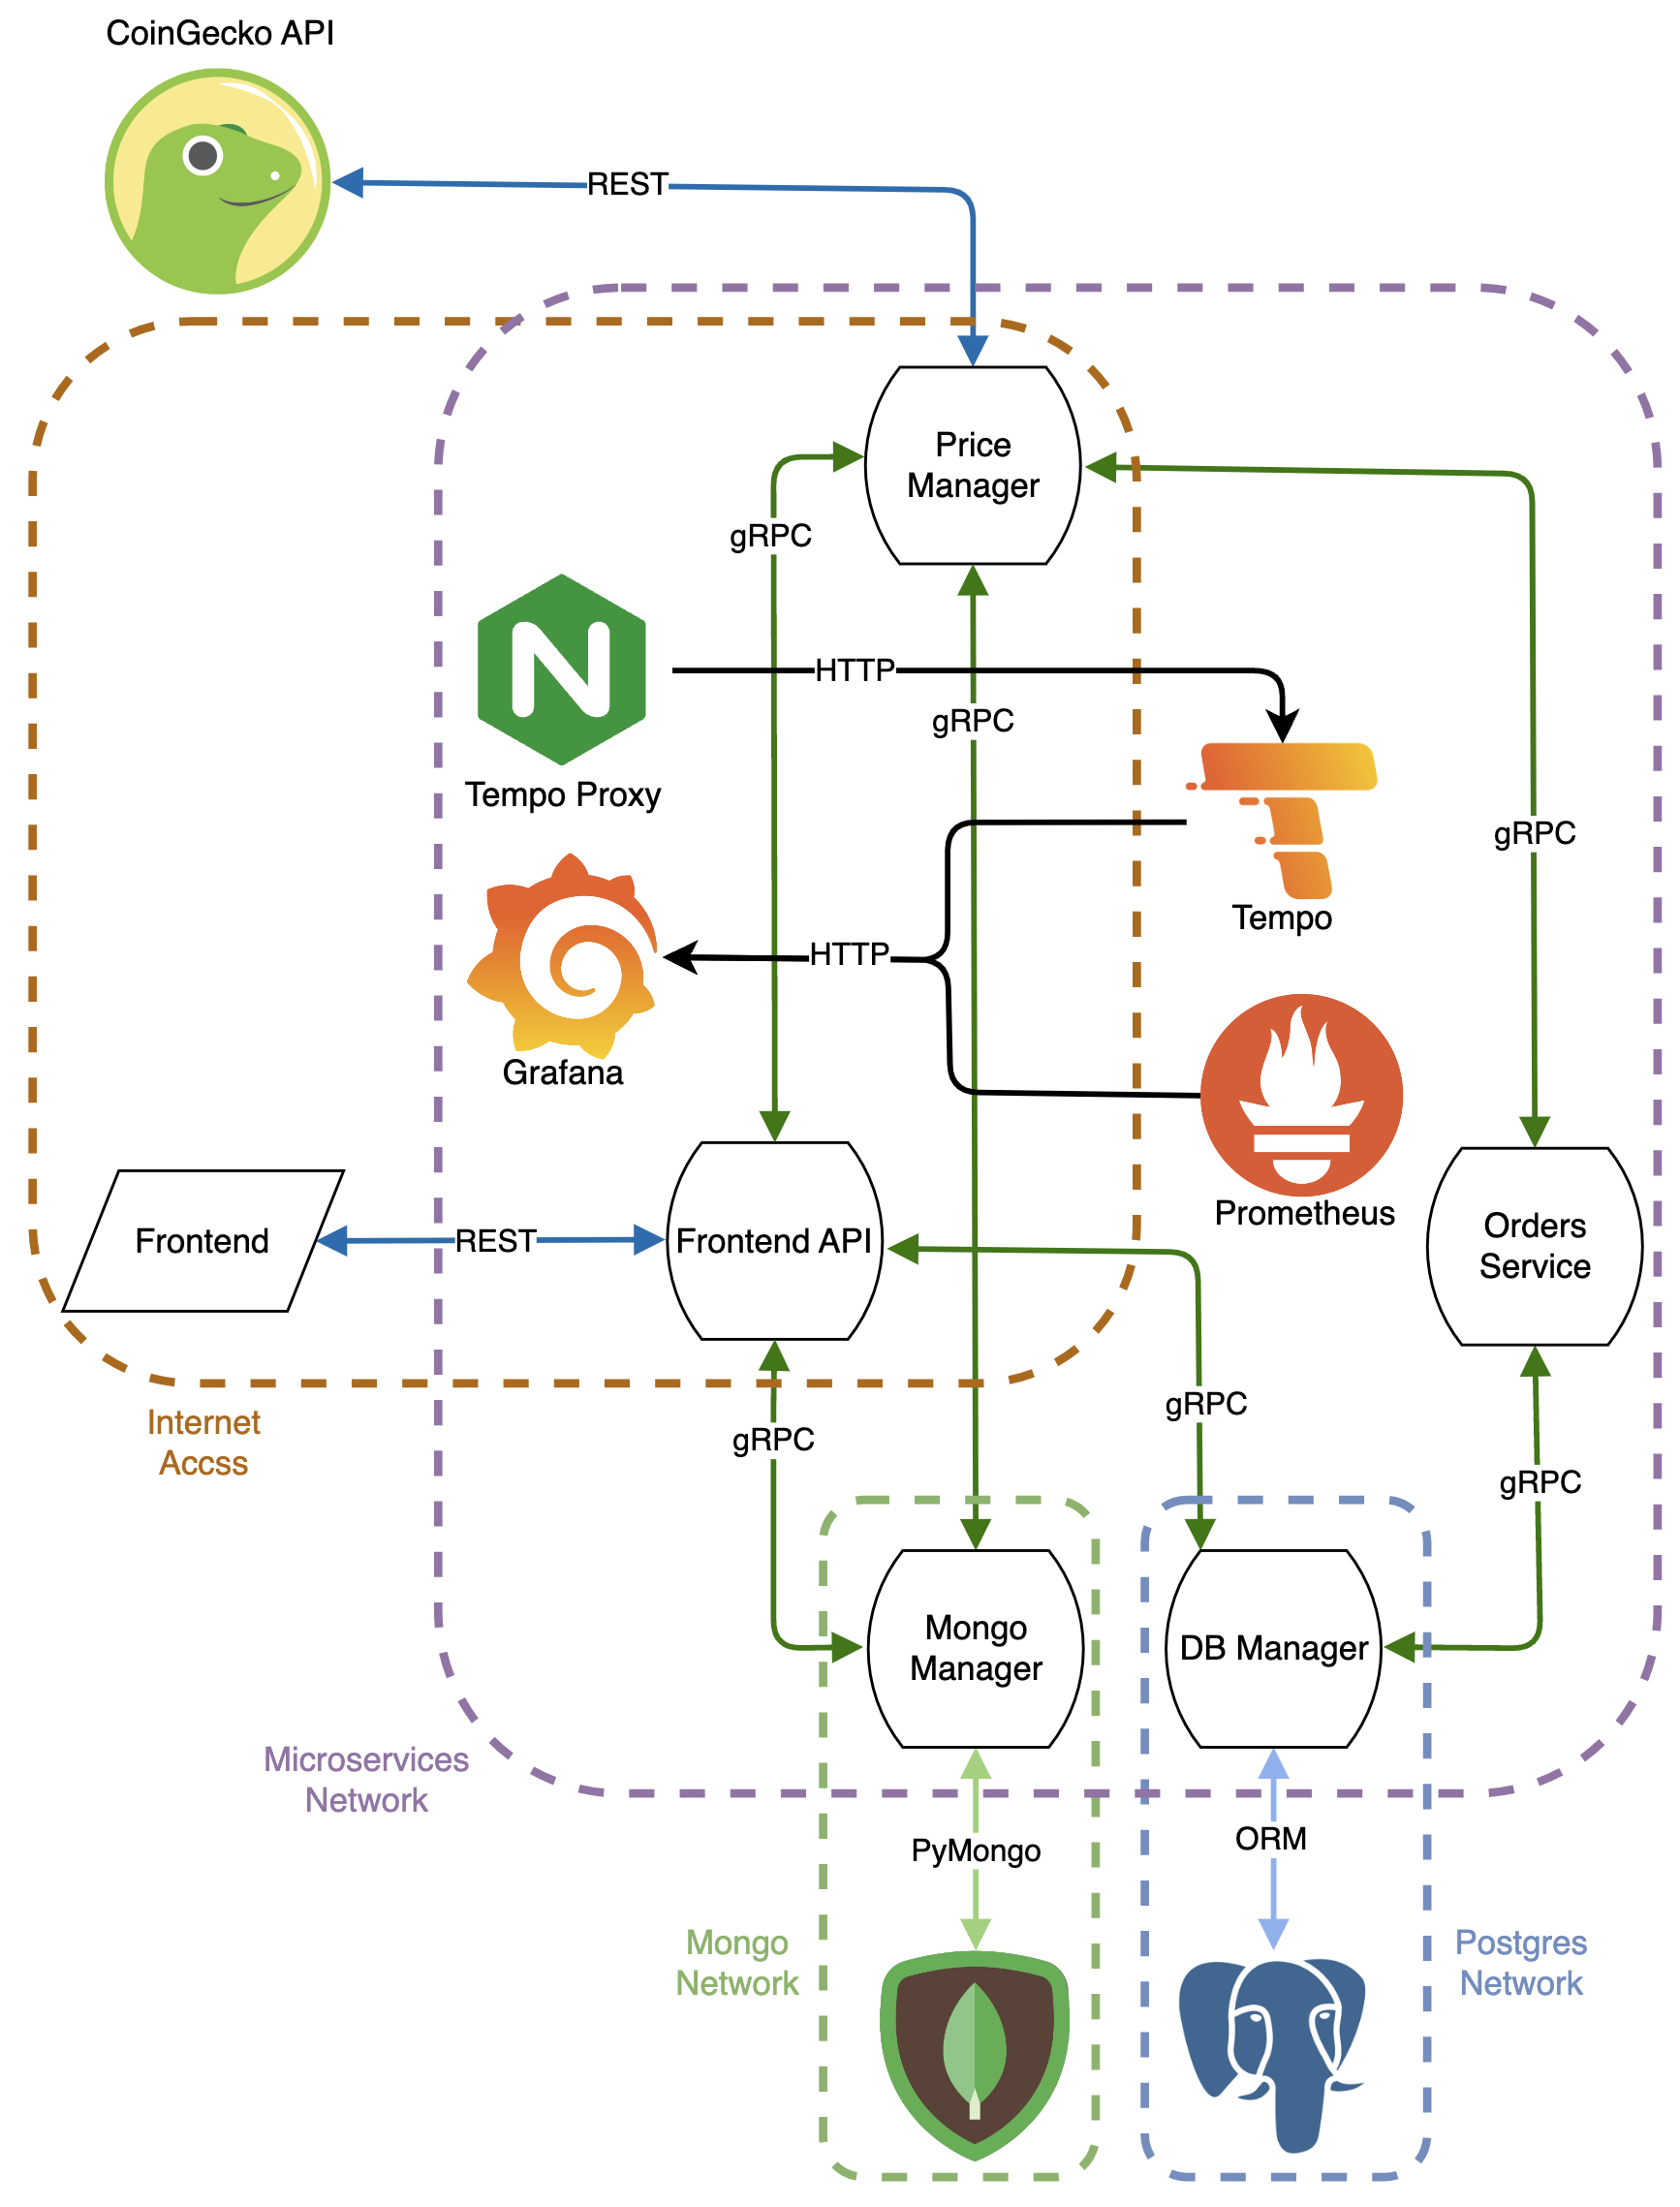 CoinGecko API
REST
Price
Manager
gRPC
HTTP
gRPC
Tempo Proxy
gRPC
Tempo
HTTP
Grafana
Prometheus
Frontend
REST
Frontend API
Orders
Service
gRPC
Internet
Accss
gRPC
gRPC
Mongo
Manager
DB Manager
Microservices
Network
PyMongo
ORM
Mongo
Network
Postgres
Network